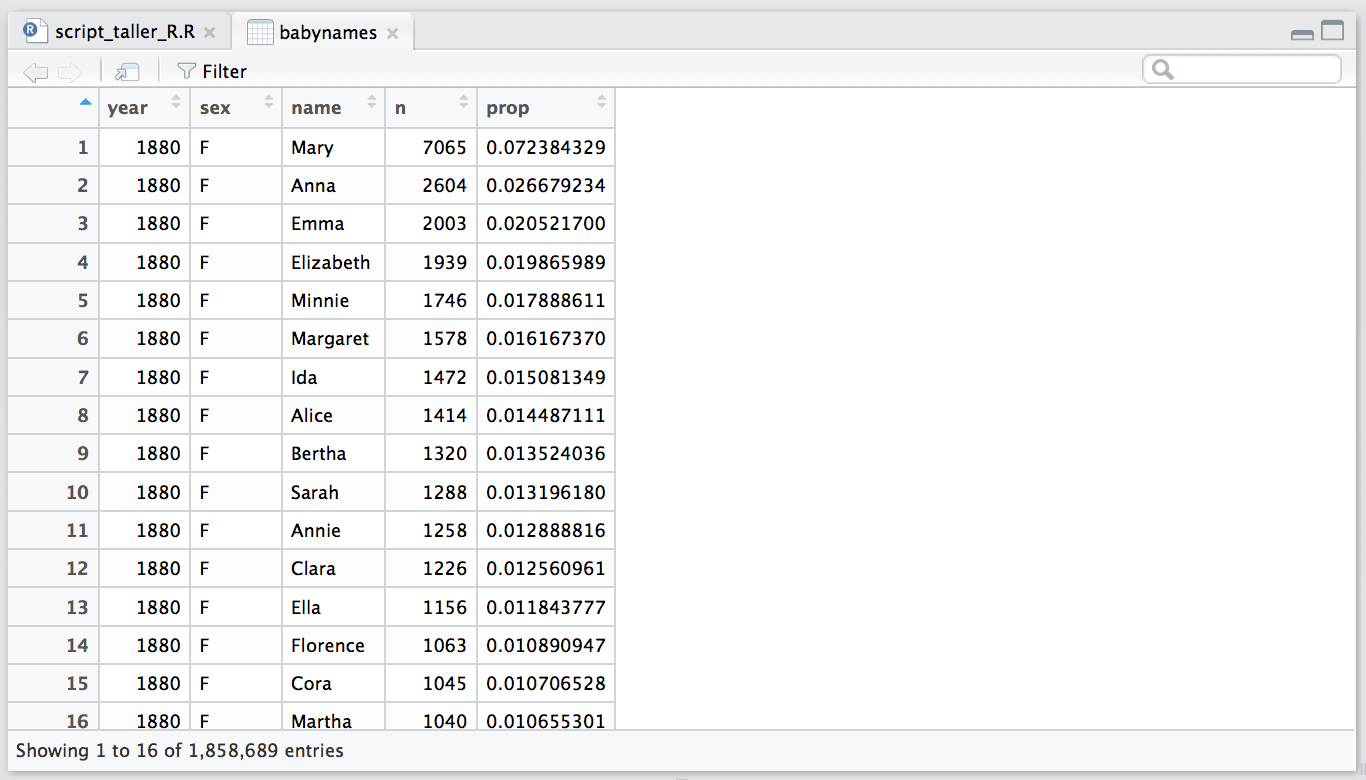 script_taller_R.R babynames
Filter
year sex name n prop
1 1880 F Mary 7065 0.072384329
2 1880 F Anna 2604 0.026679234
3 1880 F Emma 2003 0.020521700
4 1880 F Elizabeth 1939 0.019865989
5 1880 F Minnie 1746 0.017888611
6 1880 F Margaret 1578 0.016167370
7 1880 F Ida 1472 0.015081349
8 1880 F Alice 1414 0.014487111
9 1880 F Bertha 1320 0.013524036
10 1880 F Sarah 1288 0.013196180
11 1880 F Annie 1258 0.012888816
12 1880 F Clara 1226 0.012560961
13 1880 F Ella 1156 0.011843777
14 1880 F Florence 1063 0.010890947
15 1880 F Cora 1045 0.010706528
16 1880 F Martha 1040 0.010655301
Showing 1 to 16 of 1,858,689 entries